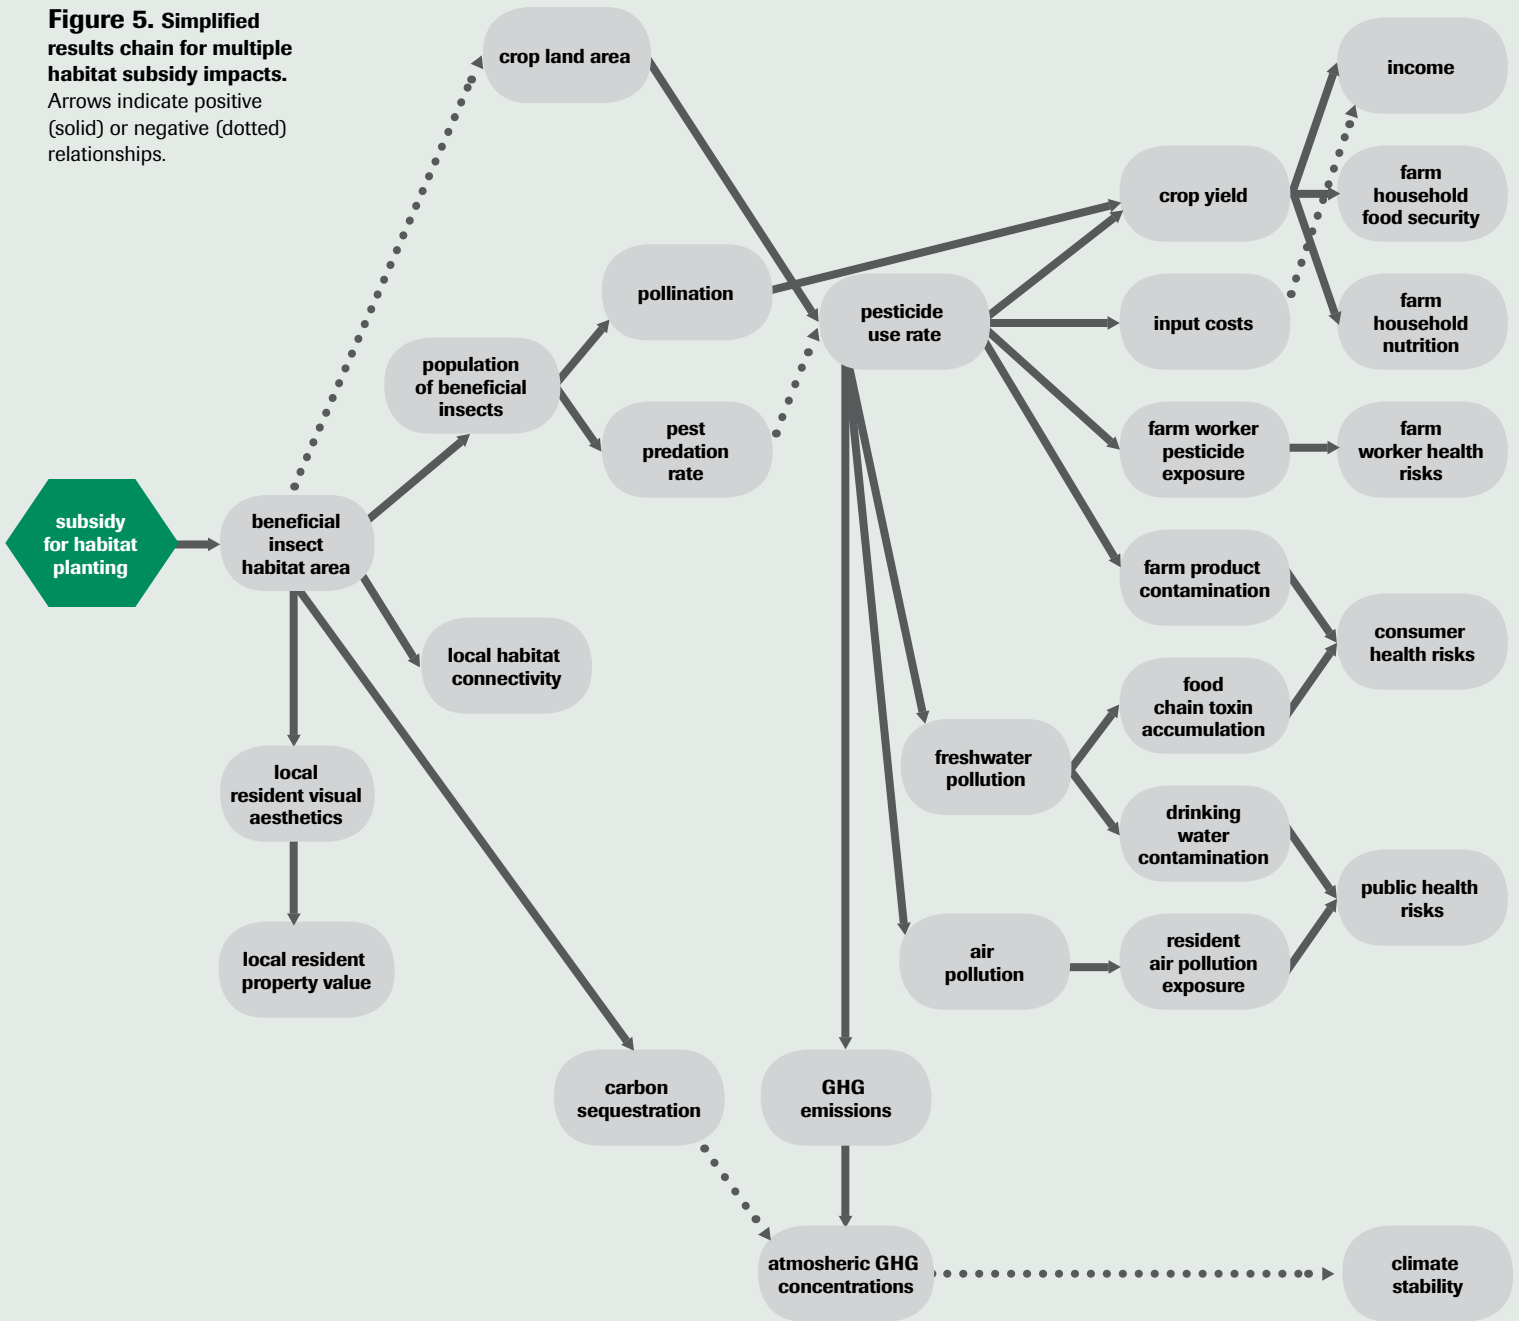 Figure 5. Simplified
results chain for multiple
habitat subsidy impacts.
Arrows indicate positive
(solid) or negative (dotted)
relationships.
crop land area
income
farm
household
food security
crop yield
pollination
pesticide
use rate
input costs
farm
household
nutrition
population
of beneficial
insects
pest
predation
rate
farm worker
pesticide
exposure
farm
worker health
risks
subsidy
for habitat
planting
beneficial
insect
habitat area
farm product
contamination
consumer
health risks
local habitat
connectivity
food
chain toxin
accumulation
freshwater
pollution
local
resident visual
aesthetics
drinking
water
contamination
public health
risks
local resident
property value
air
pollution
resident
air pollution
exposure
carbon
sequestration
GHG
emissions
atmosheric GHG
concentrations
climate
stability